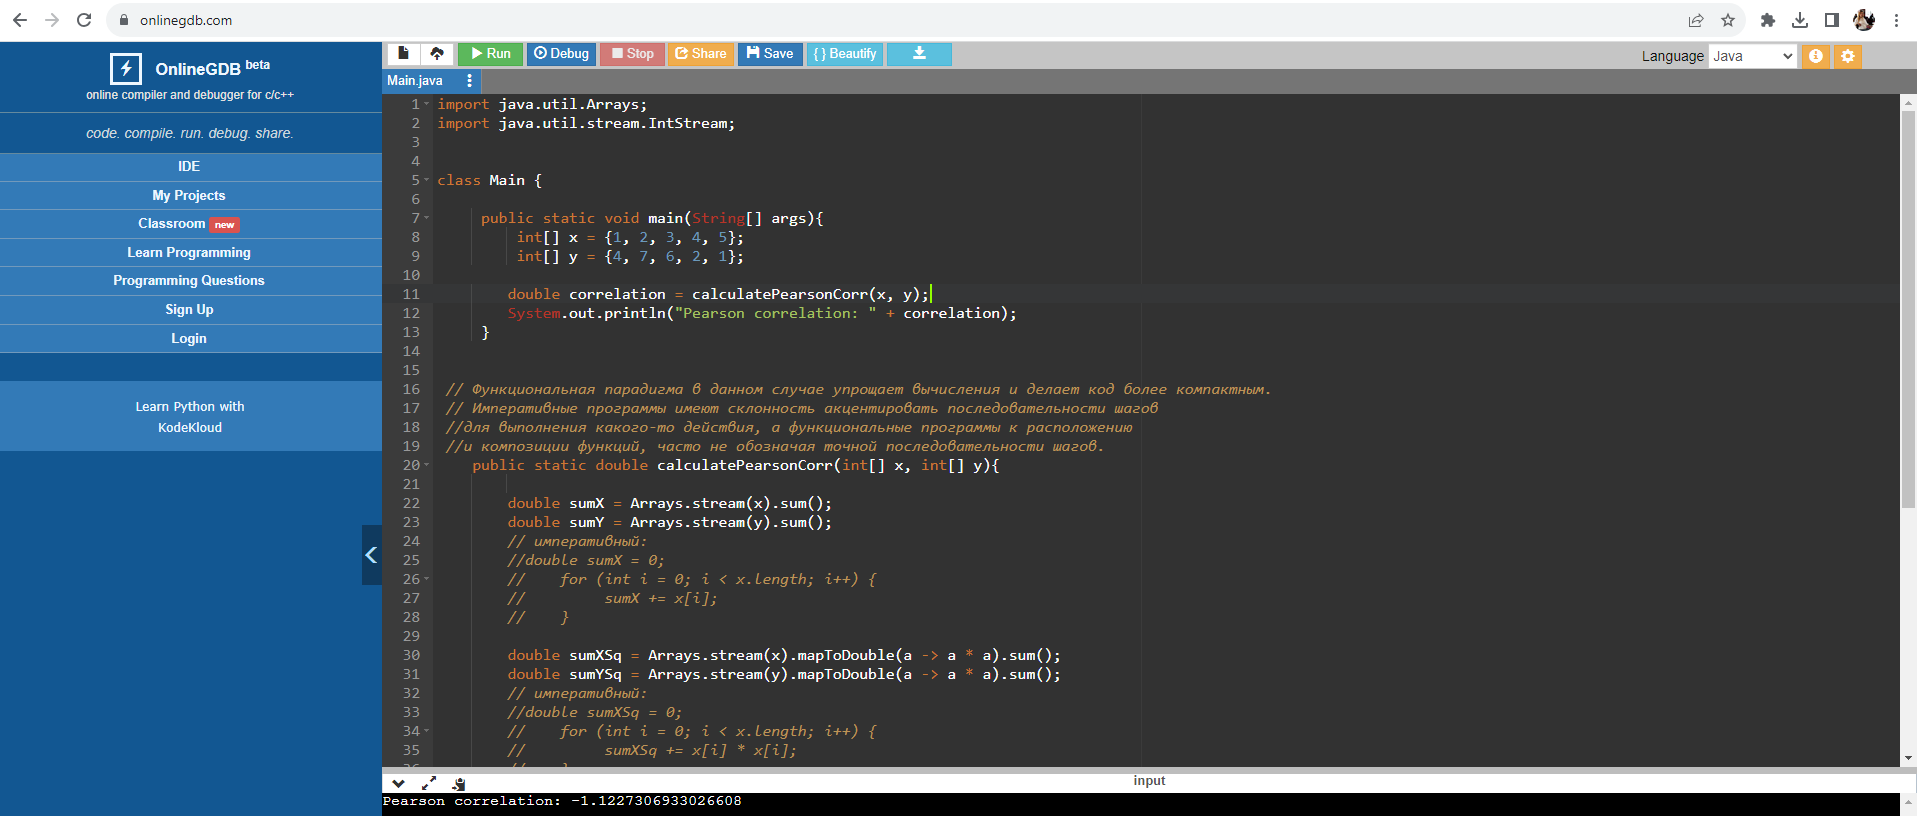 onlinegdb.com
OnlineGDB beta
online compiler and debugger for c/c++
code. compile. run. debug. share.
IDE
My Projects
Classroom new
Learn Programming
Programming Questions
Sign Up
Login
Learn Python with
KodeKloud
Run Debug Stop Share Save { } Beautify
Language Java
Main.java
1 import java.util.Arrays;
2 import java.util.stream.IntStream;
3
4
5 class Main {
6
7 public static void main(String[] args){
8 int[] x = {1, 2, 3, 4, 5};
9 int[] y = {4, 7, 6, 2, 1};
10
11 double correlation = calculatePearsonCorr(x, y);
12 System.out.println("Pearson correlation: " + correlation);
13 }
14
15
16 // Функциональная парадигма в данном случае упрощает вычисления и делает код более компактным.
17 // Императивные программы имеют склонность акцентировать последовательности шагов
18 //для выполнения какого-то действия, а функциональные программы к расположению
19 //и композиции функций, часто не обозначая точной последовательности шагов.
20 public static double calculatePearsonCorr(int[] x, int[] y){
21
22 double sumX = Arrays.stream(x).sum();
23 double sumY = Arrays.stream(y).sum();
24 // императивный:
25 //double sumX = 0;
26 // for (int i = 0; i < x.length; i++) {
27 // sumX += x[i];
28 // }
29
30 double sumXSq = Arrays.stream(x).mapToDouble(a -> a * a).sum();
31 double sumYSq = Arrays.stream(y).mapToDouble(a -> a * a).sum();
32 // императивный:
33 //double sumXSq = 0;
34 // for (int i = 0; i < x.length; i++) {
35 // sumXSq += x[i] * x[i];
36 // }
input
Pearson correlation: -1.1227306933026608